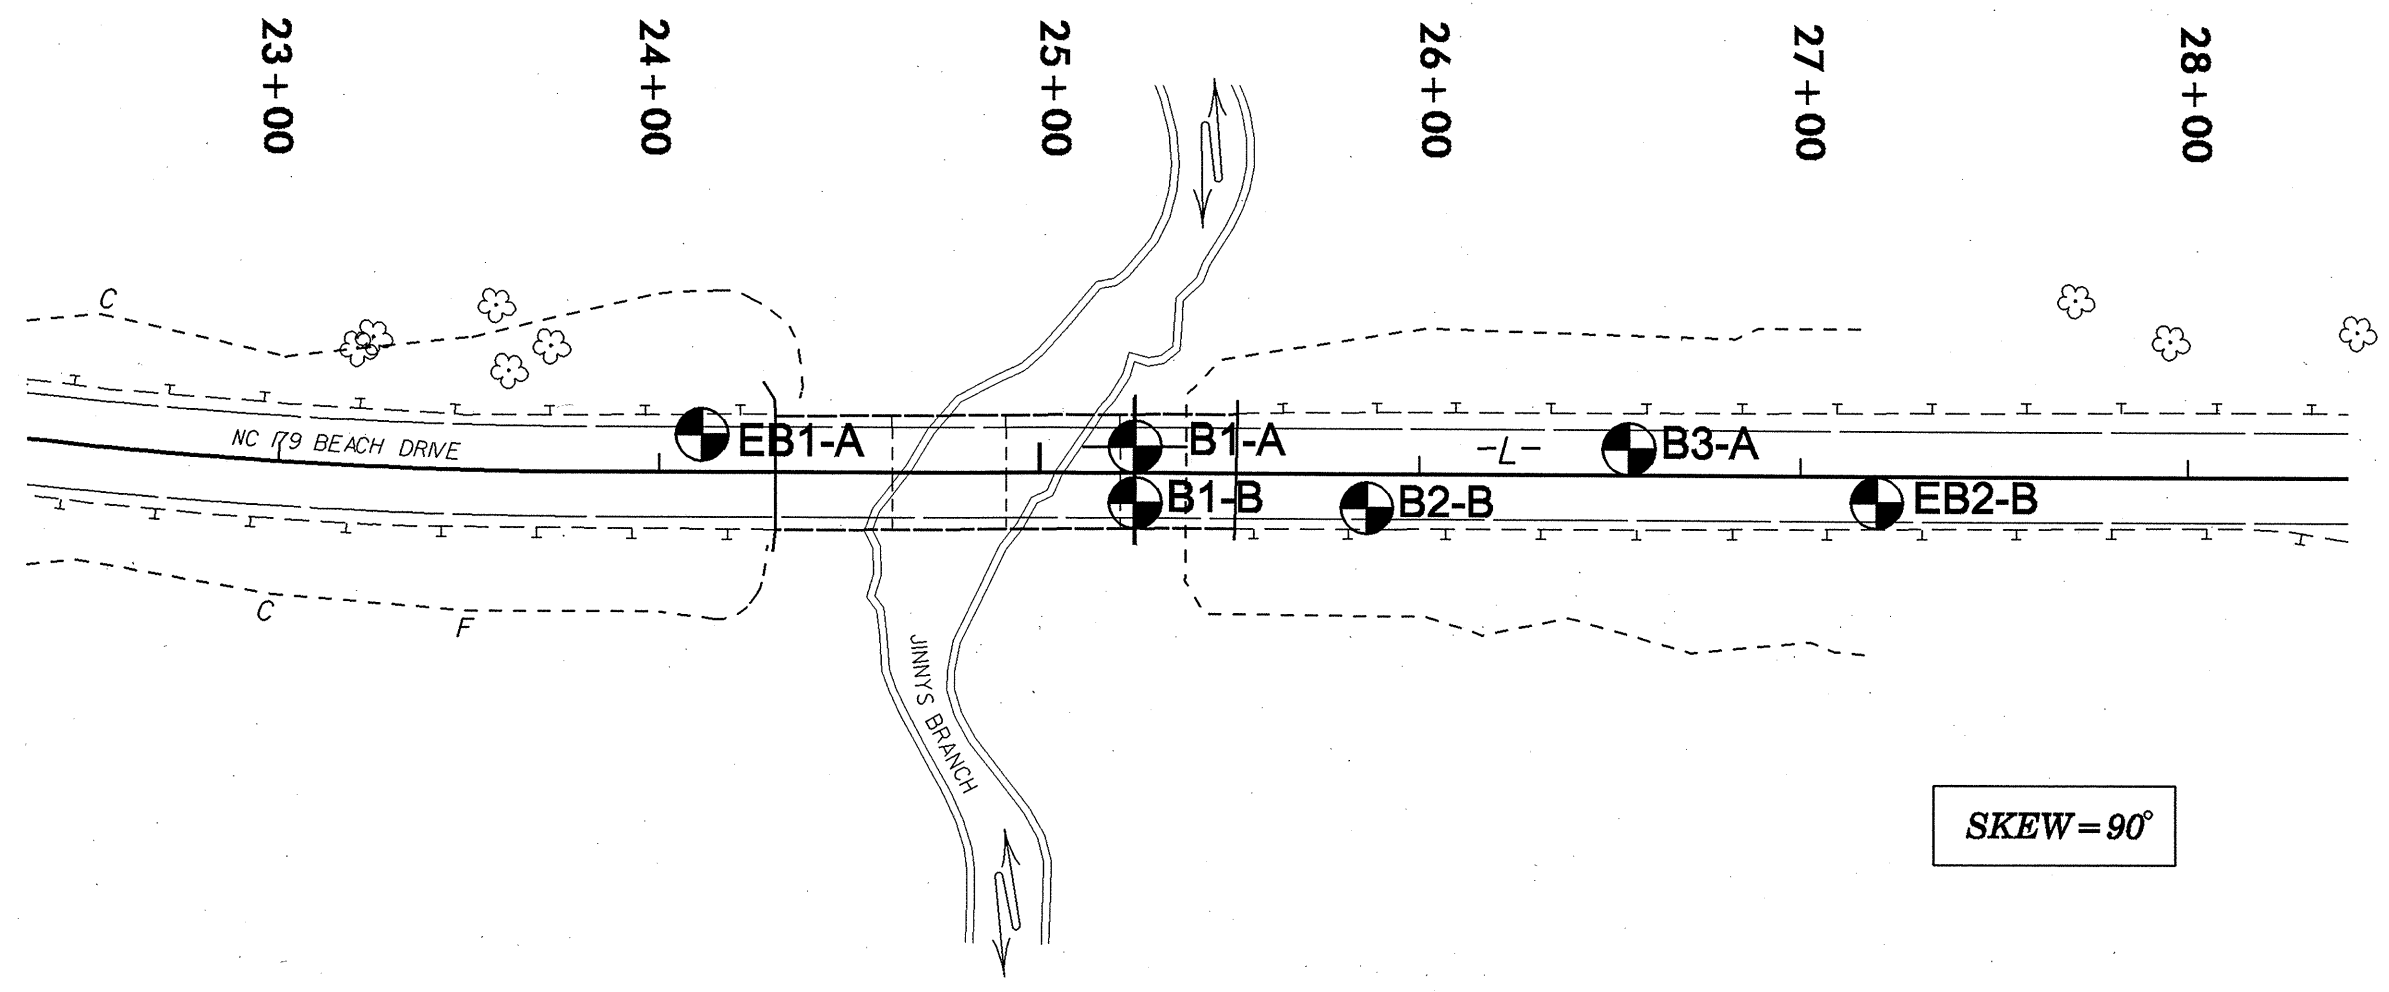 23+00
24+00
25+00
26+00
27+00
28+00
C
NC 179 BEACH DRIVE
EB1-A
B1-A
-L-
B3-A
B1-B
B2-B
EB2-B
C
F
JINNYS BRANCH
SKEW = 90°